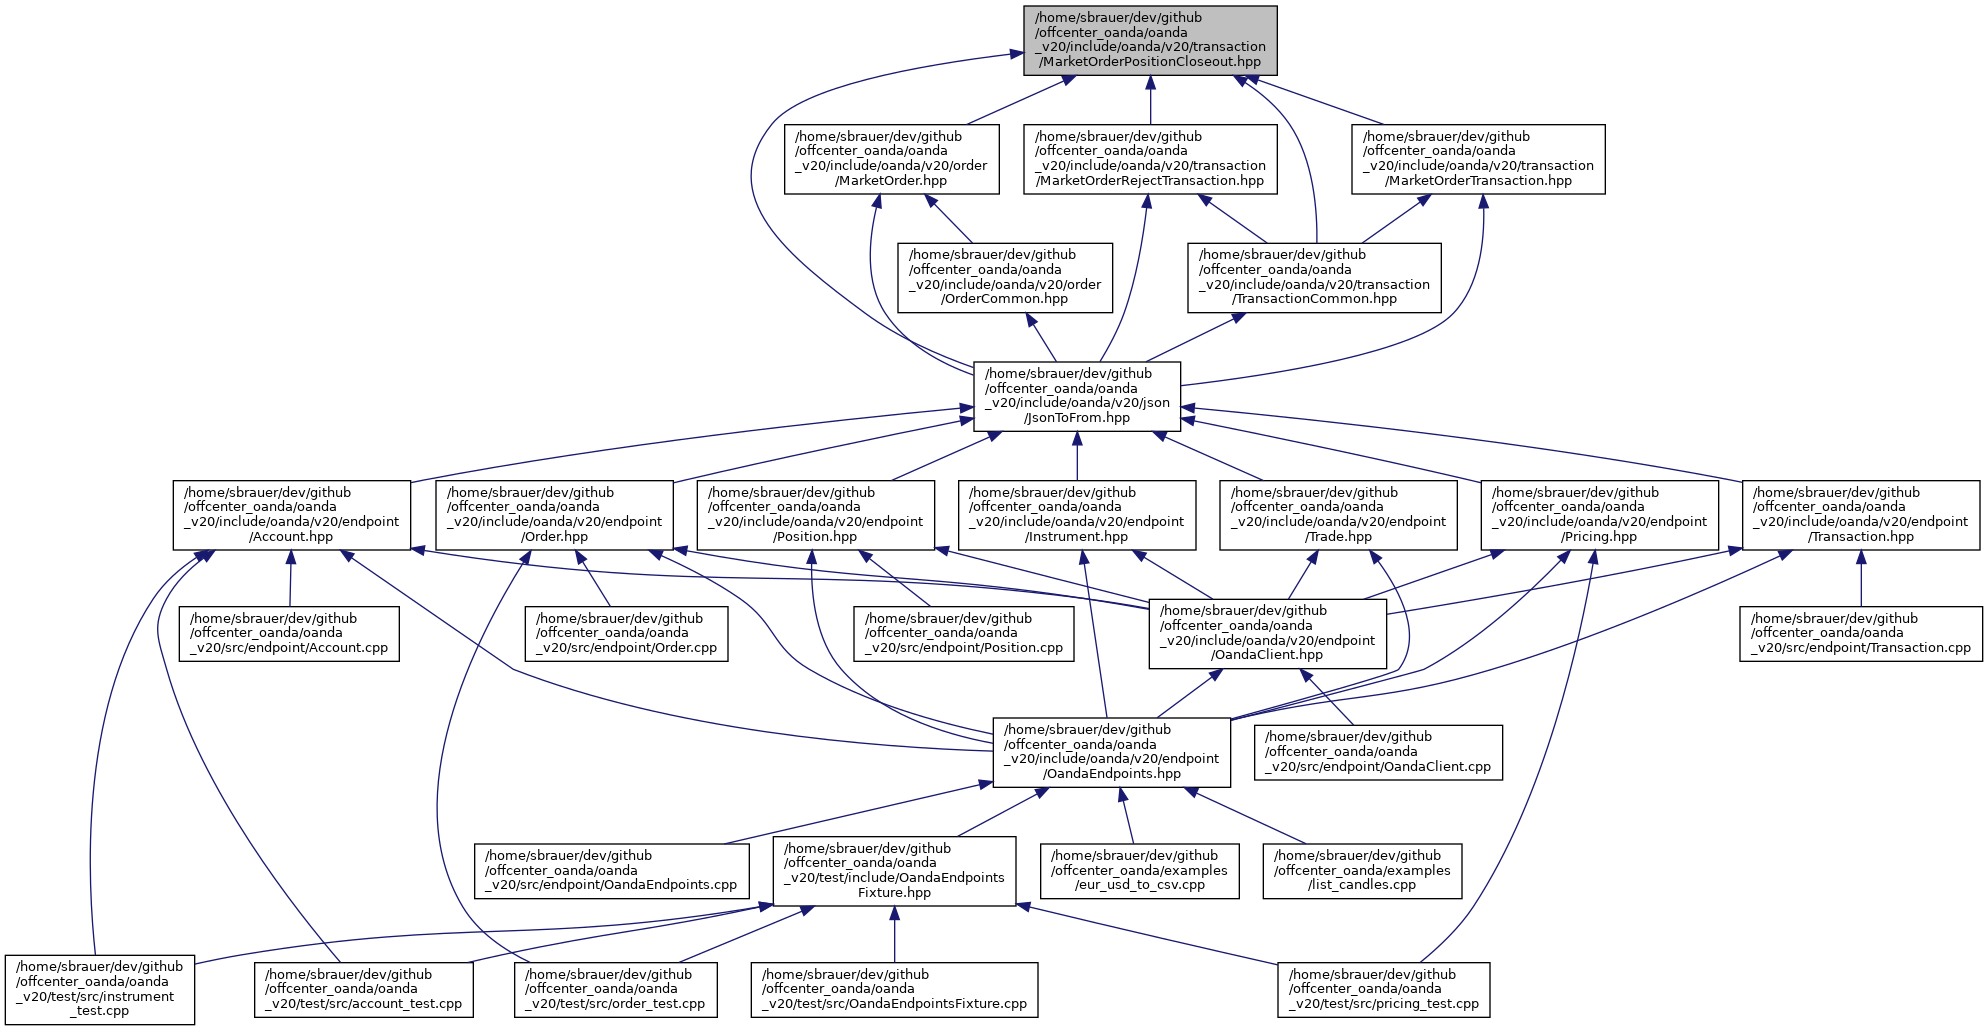 /home/sbrauer/dev/github
/offcenter_oanda/oanda
_v20/include/oanda/v20/transaction
/MarketOrderPositionCloseout.hpp
/home/sbrauer/dev/github
/offcenter_oanda/oanda
_v20/include/oanda/v20/order
/MarketOrder.hpp
/home/sbrauer/dev/github
/offcenter_oanda/oanda
_v20/include/oanda/v20/transaction
/MarketOrderRejectTransaction.hpp
/home/sbrauer/dev/github
/offcenter_oanda/oanda
_v20/include/oanda/v20/transaction
/MarketOrderTransaction.hpp
/home/sbrauer/dev/github
/offcenter_oanda/oanda
_v20/include/oanda/v20/order
/OrderCommon.hpp
/home/sbrauer/dev/github
/offcenter_oanda/oanda
_v20/include/oanda/v20/transaction
/TransactionCommon.hpp
/home/sbrauer/dev/github
/offcenter_oanda/oanda
_v20/include/oanda/v20/json
/JsonToFrom.hpp
/home/sbrauer/dev/github
/offcenter_oanda/oanda
_v20/include/oanda/v20/endpoint
/Account.hpp
/home/sbrauer/dev/github
/offcenter_oanda/oanda
_v20/include/oanda/v20/endpoint
/Order.hpp
/home/sbrauer/dev/github
/offcenter_oanda/oanda
_v20/include/oanda/v20/endpoint
/Position.hpp
/home/sbrauer/dev/github
/offcenter_oanda/oanda
_v20/include/oanda/v20/endpoint
/Instrument.hpp
/home/sbrauer/dev/github
/offcenter_oanda/oanda
_v20/include/oanda/v20/endpoint
/Trade.hpp
/home/sbrauer/dev/github
/offcenter_oanda/oanda
_v20/include/oanda/v20/endpoint
/Pricing.hpp
/home/sbrauer/dev/github
/offcenter_oanda/oanda
_v20/include/oanda/v20/endpoint
/Transaction.hpp
/home/sbrauer/dev/github
/offcenter_oanda/oanda
_v20/src/endpoint/Account.cpp
/home/sbrauer/dev/github
/offcenter_oanda/oanda
_v20/src/endpoint/Order.cpp
/home/sbrauer/dev/github
/offcenter_oanda/oanda
_v20/src/endpoint/Position.cpp
/home/sbrauer/dev/github
/offcenter_oanda/oanda
_v20/include/oanda/v20/endpoint
/OandaClient.hpp
/home/sbrauer/dev/github
/offcenter_oanda/oanda
_v20/src/endpoint/Transaction.cpp
/home/sbrauer/dev/github
/offcenter_oanda/oanda
_v20/include/oanda/v20/endpoint
/OandaEndpoints.hpp
/home/sbrauer/dev/github
/offcenter_oanda/oanda
_v20/src/endpoint/OandaClient.cpp
/home/sbrauer/dev/github
/offcenter_oanda/oanda
_v20/src/endpoint/OandaEndpoints.cpp
/home/sbrauer/dev/github
/offcenter_oanda/oanda
_v20/test/include/OandaEndpoints
Fixture.hpp
/home/sbrauer/dev/github
/offcenter_oanda/examples
/eur_usd_to_csv.cpp
/home/sbrauer/dev/github
/offcenter_oanda/examples
/list_candles.cpp
/home/sbrauer/dev/github
/offcenter_oanda/oanda
_v20/test/src/instrument
_test.cpp
/home/sbrauer/dev/github
/offcenter_oanda/oanda
_v20/test/src/account_test.cpp
/home/sbrauer/dev/github
/offcenter_oanda/oanda
_v20/test/src/order_test.cpp
/home/sbrauer/dev/github
/offcenter_oanda/oanda
_v20/test/src/OandaEndpointsFixture.cpp
/home/sbrauer/dev/github
/offcenter_oanda/oanda
_v20/test/src/pricing_test.cpp